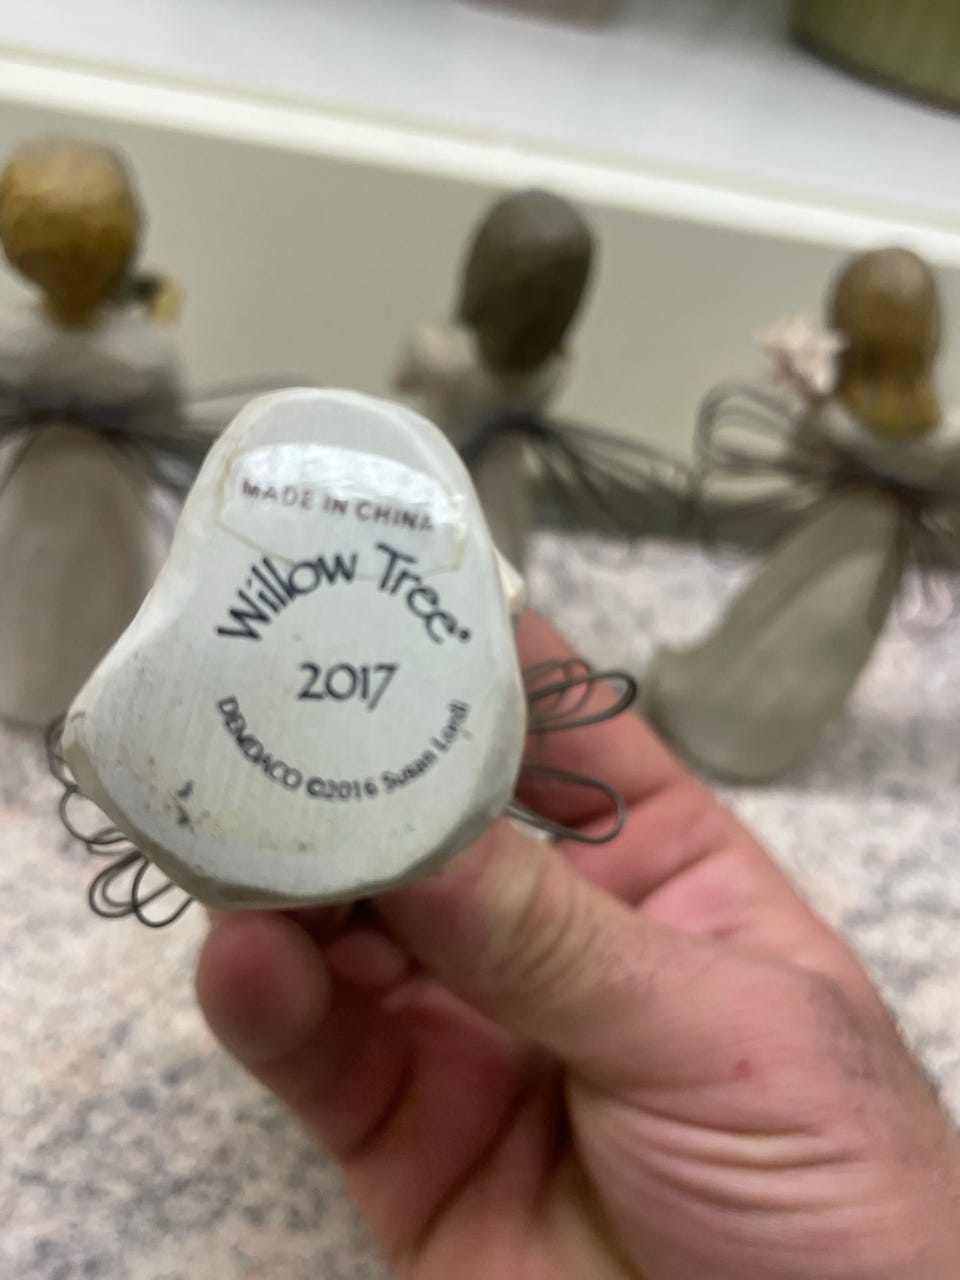 MADE IN CHINA
Willow Tree®
2017
DEMDACO ©2016 Susan Lordi